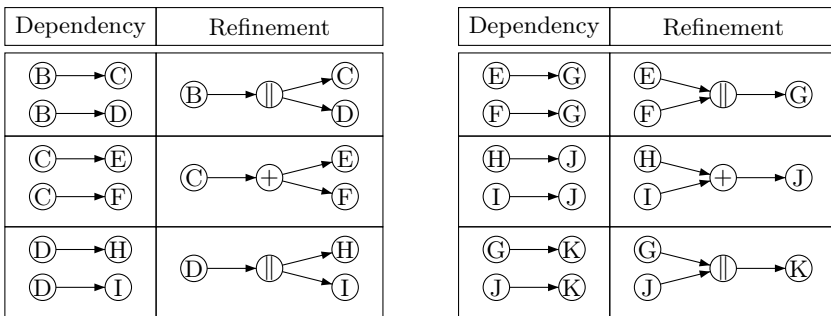 Dependency Refinement
B C
B D
B || C D
C E
C F
C + E F
D H
D I
D || H I
Dependency Refinement
E G
F G
E F || G
H J
I J
H I + J
G K
J K
G J || K